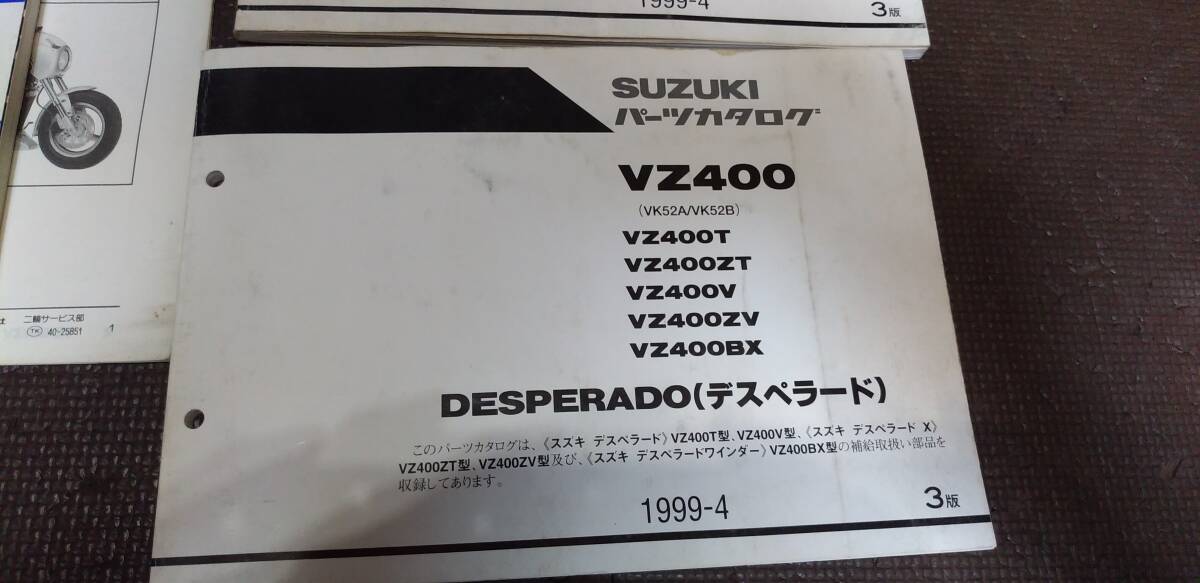 1999-4
3版
SUZUKI
パーツカタログ
VZ400
(VK52A/VK52B)
VZ400T
VZ400ZT
VZ400V
VZ400ZV
VZ400BX
DESPERADO(デスペラード)
このパーツカタログは、《スズキ デスペラード》VZ400T型、VZ400V型、《スズキ デスペラード X》
VZ400ZT型、VZ400ZV型及び、《スズキ デスペラードワインダー》VZ400BX型の補給取扱い部品を
収録してあります。
1999-4
3版
二輪サービス部
TK 40-25851 1